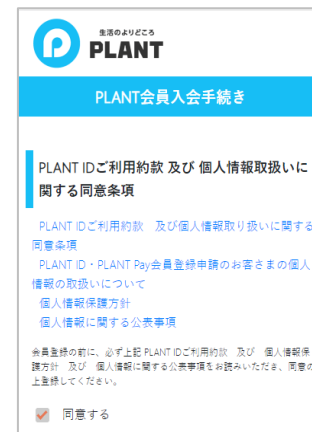 生活のよりどころ
PLANT
PLANT会員入会手続き
PLANT IDご利用約款 及び 個人情報取扱いに
関する同意条項
PLANT IDご利用約款 及び個人情報取り扱いに関する
同意条項
PLANT ID・PLANT Pay会員登録申請のお客さまの個人
情報の取扱いについて
個人情報保護方針
個人情報に関する公表事項
会員登録の前に、必ず上記 PLANT IDご利用約款 及び 個人情報保
護方針 及び 個人情報に関する公表事項をお読みいただき、同意の
上登録してください。
同意する